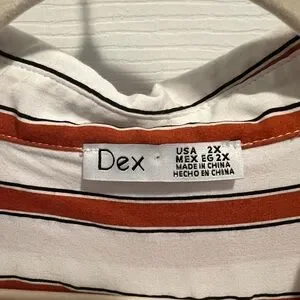 Dex
USA 2X
MEX EG 2X
MADE IN CHINA
HECHO EN CHINA